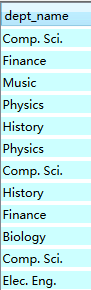 dept_name
Comp. Sci.
Finance
Music
Physics
History
Physics
Comp. Sci.
History
Finance
Biology
Comp. Sci.
Elec. Eng.